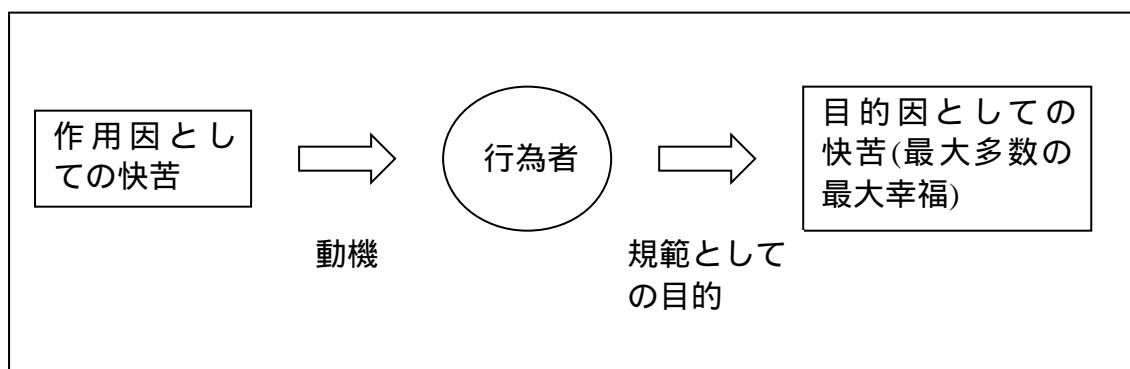 作用因とし
ての快苦
動機
行為者
規範として
の目的
目的因としての
快苦(最大多数の
最大幸福)